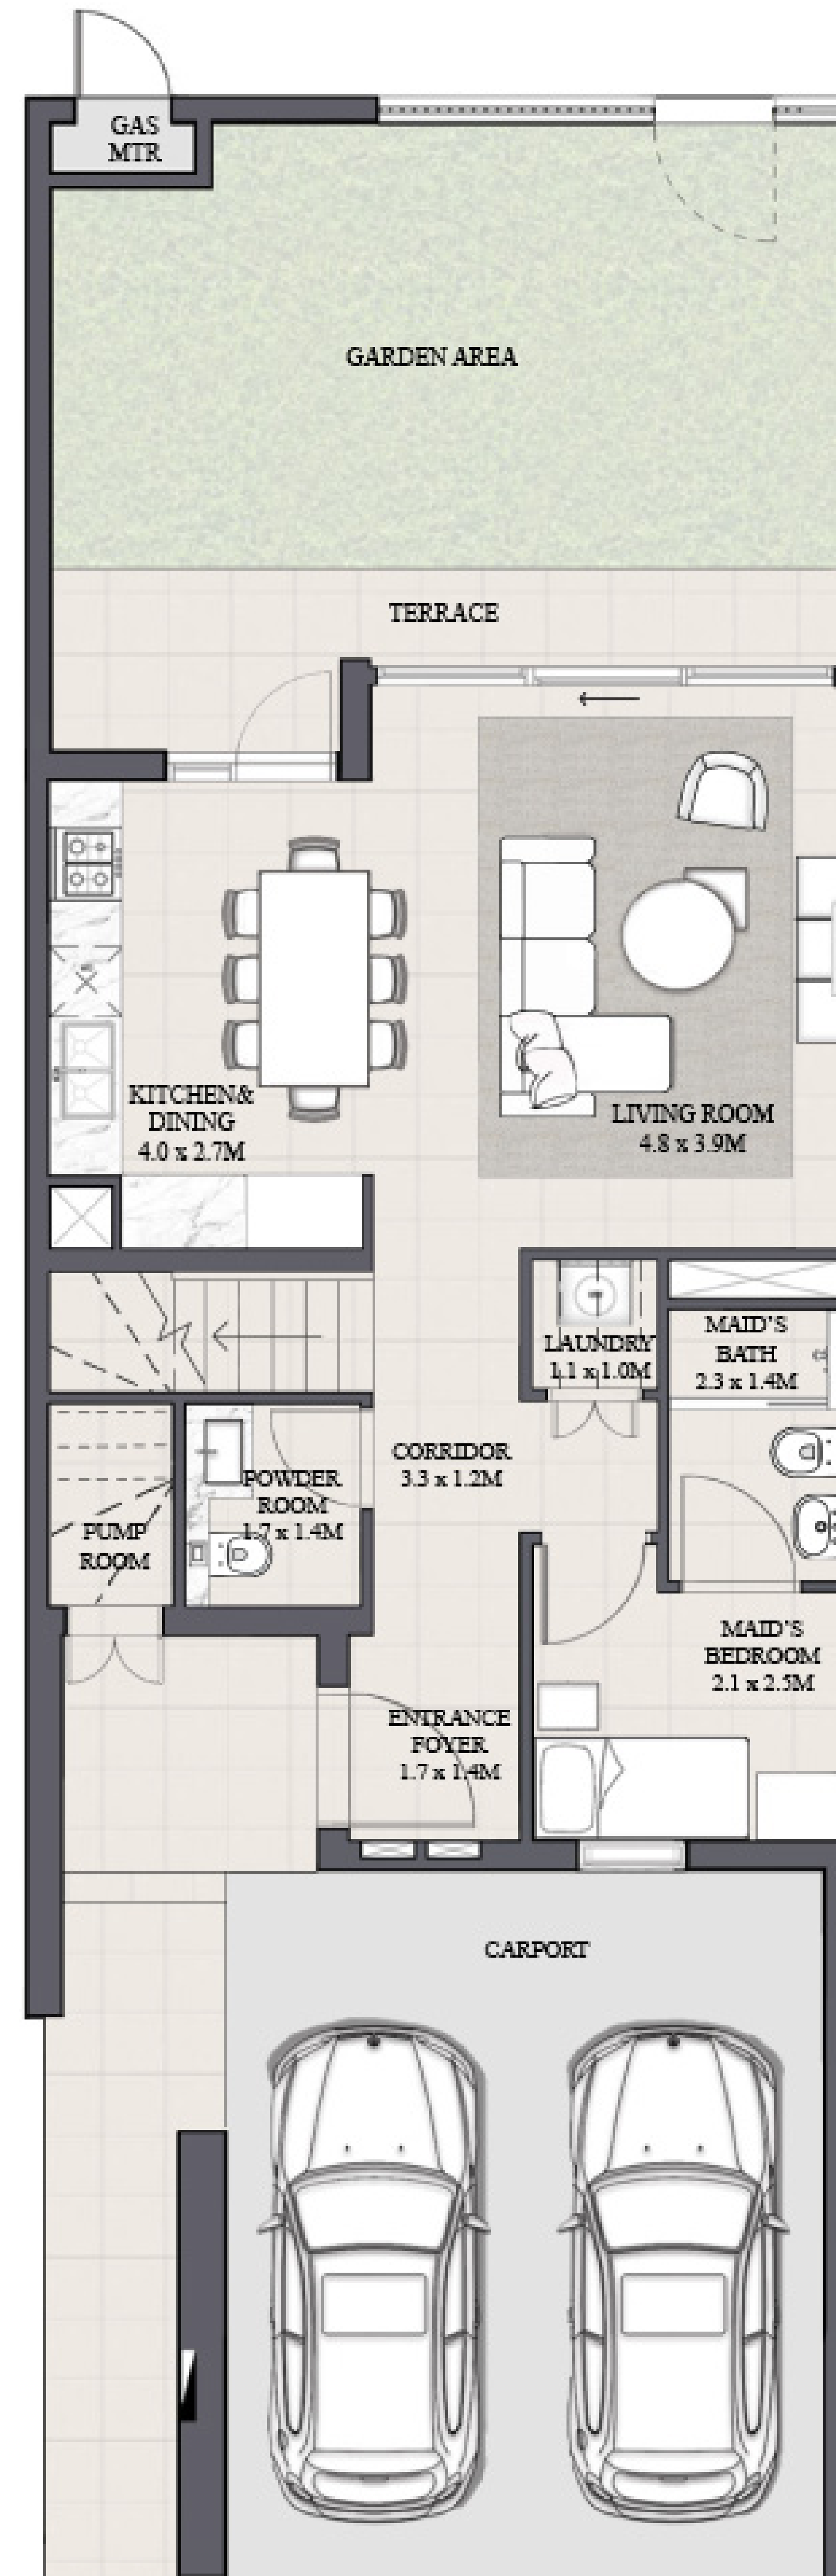 GAS
MTR
GARDEN AREA
TERRACE
KITCHEN&
DINING
4.0 x 2.7M
LIVING ROOM
4.8 x 3.9M
LAUNDRY
1.1 x 1.0M
MAID'S
BATH
2.3 x 1.4M
CORRIDOR
3.3 x 1.2M
POWDER
ROOM
1.7 x 1.4M
PUMP
ROOM
MAID'S
BEDROOM
2.1 x 2.5M
ENTRANCE
FOYER
1.7 x 1.4M
CARPORT